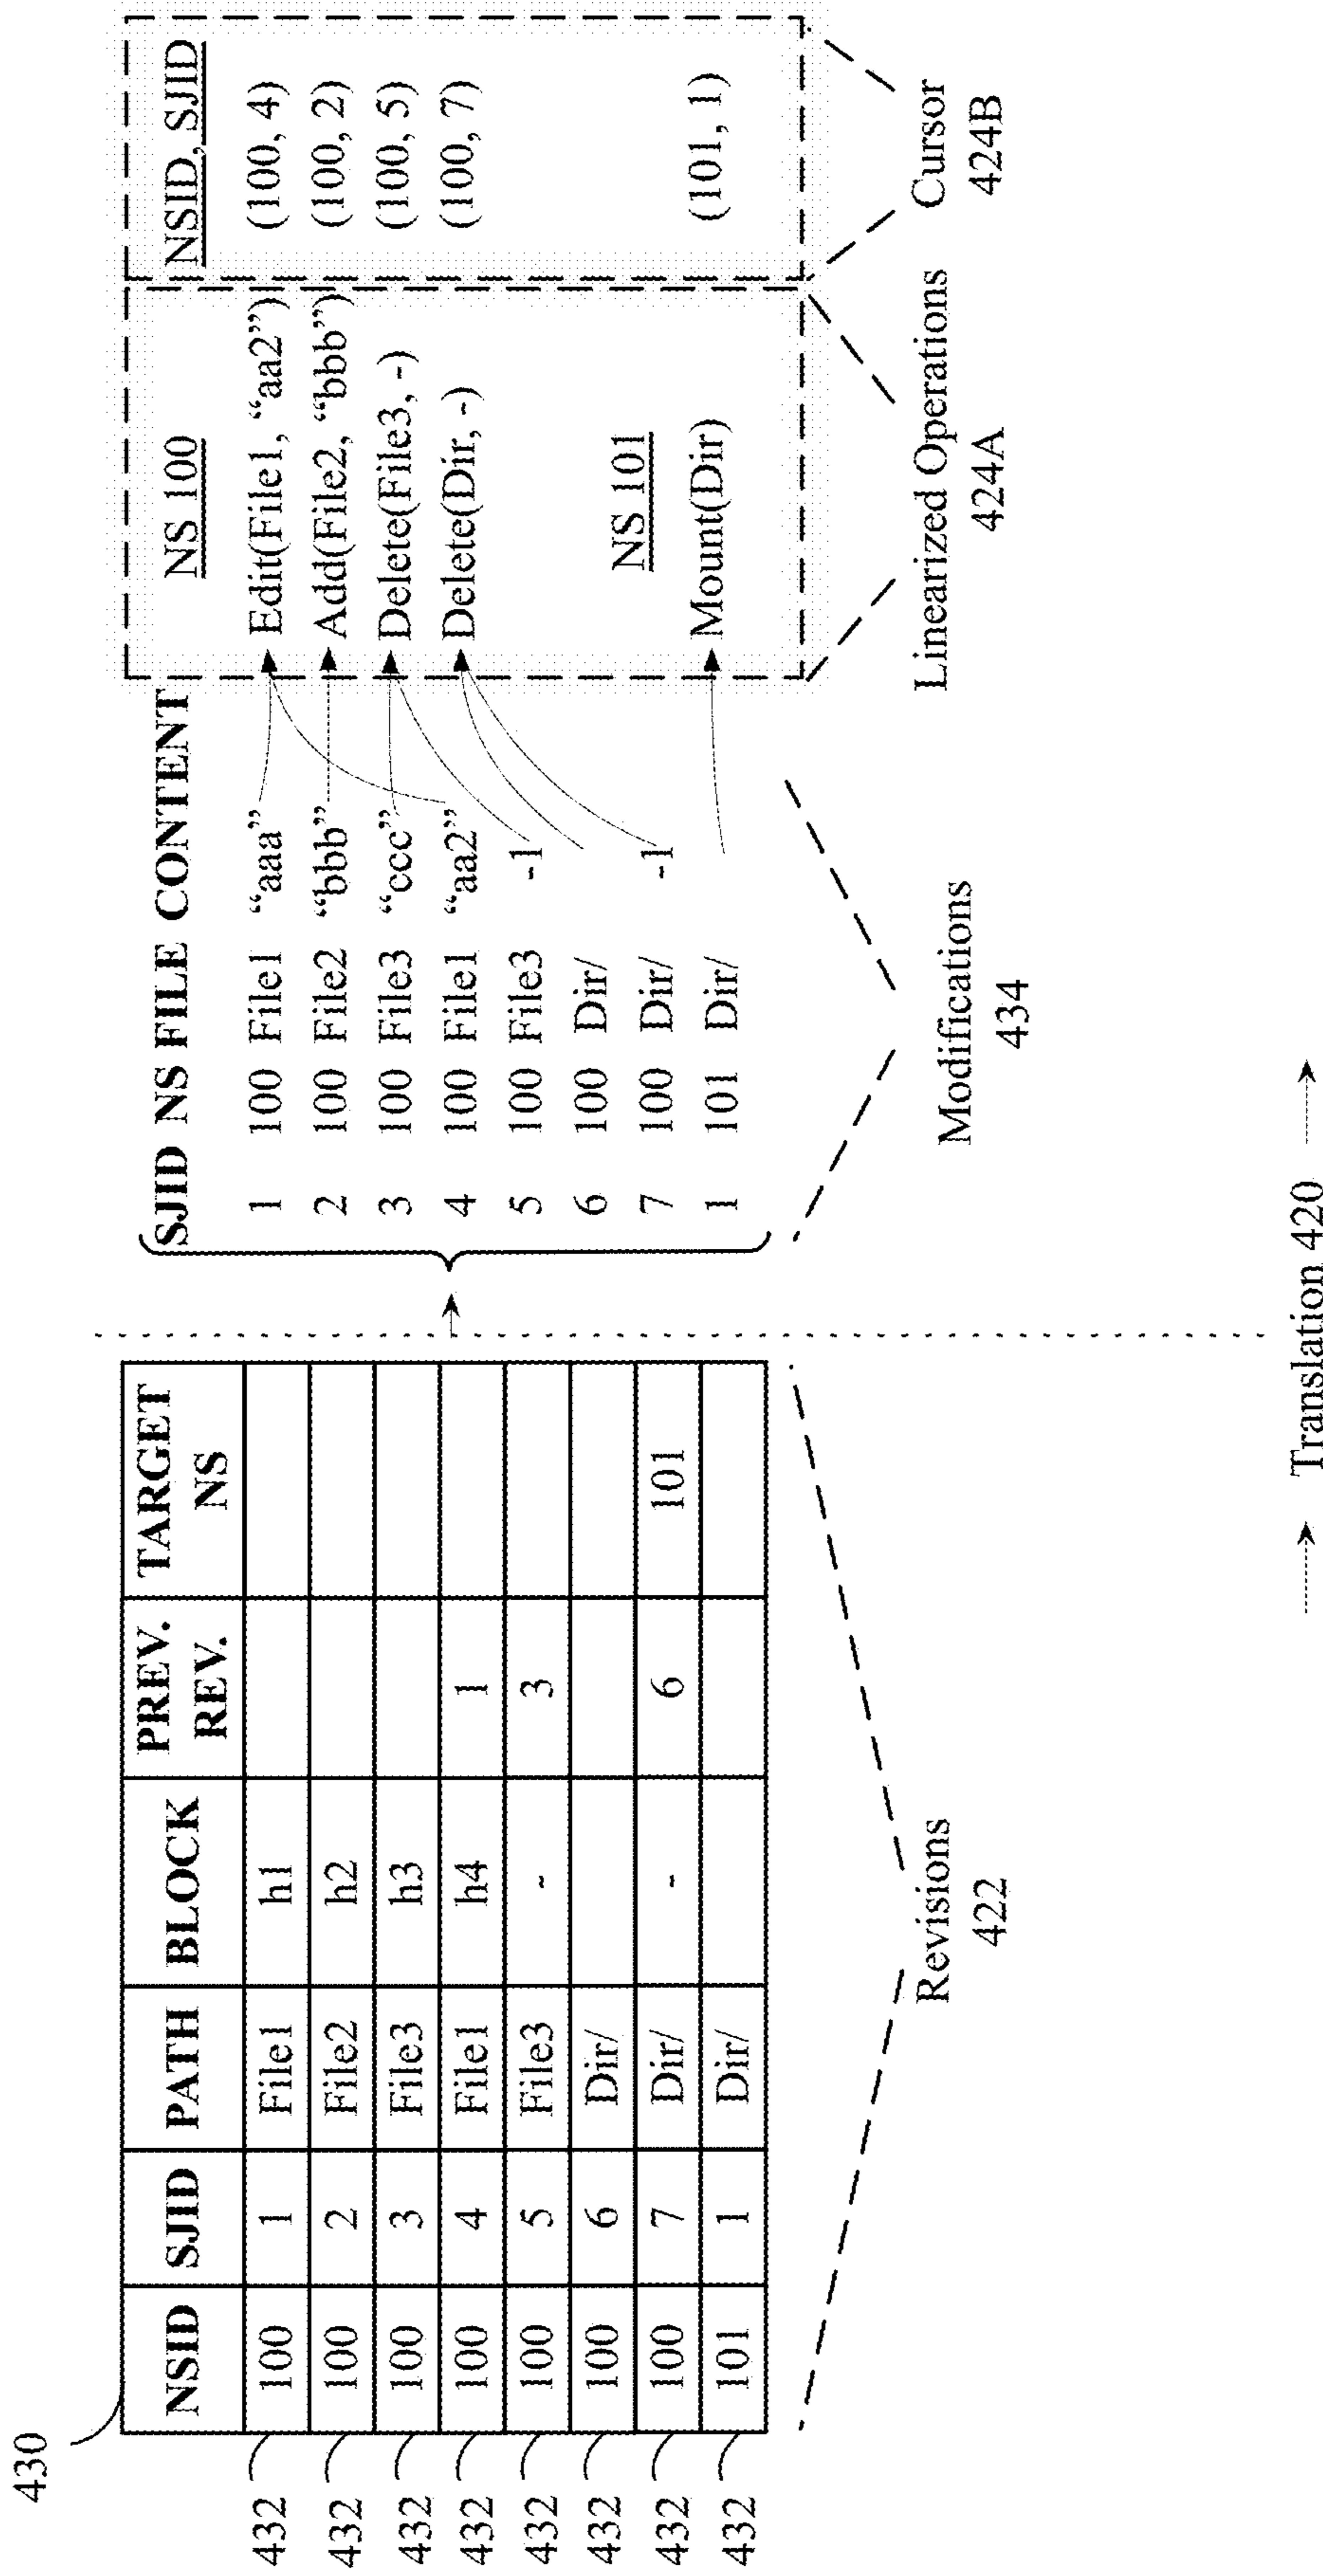 430
NSID SJID PATH BLOCK PREV. REV. TARGET NS
432 100 1 File1 h1
432 100 2 File2 h2
432 100 3 File3 h3
432 100 4 File1 h4 1
432 100 5 File3 - 3
432 100 6 Dir/
432 100 7 Dir/ - 6 101
432 101 1 Dir/
Revisions
422
SJID NS FILE CONTENT
1 100 File1 “aaa”
2 100 File2 “bbb”
3 100 File3 “ccc”
4 100 File1 “aa2”
5 100 File3 -1
6 100 Dir/
7 100 Dir/ -1
1 101 Dir/
Modifications
434
NS 100
Edit(File1, “aa2”)
Add(File2, “bbb”)
Delete(File3, -)
Delete(Dir, -)
NS 101
Mount(Dir)
Linearized Operations
424A
NSID, SJID
(100, 4)
(100, 2)
(100, 5)
(100, 7)
(101, 1)
Cursor
424B
Translation 420